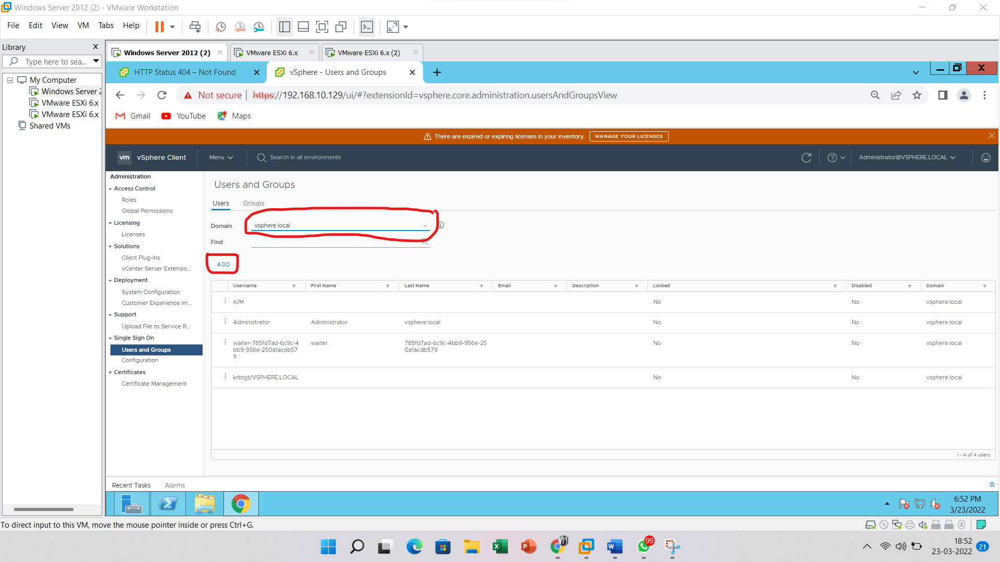 Windows Server 2012 (2) - VMware Workstation
File Edit View VM Tabs Help
Library
Type here to sea...
My Computer
Windows Server 2
VMware ESXi 6.x
VMware ESXi 6.x
Shared VMs
Windows Server 2012 (2)
VMware ESXi 6.x
VMware ESXi 6.x (2)
HTTP Status 404 – Not Found
vSphere - Users and Groups
Not secure | https://192.168.10.129/ui/#?extensionId=vsphere.core.administration.usersAndGroupsView
Gmail YouTube Maps
There are expired or expiring licenses in your inventory. MANAGE YOUR LICENSES
vm vSphere Client Menu Search in all environments Administrator@VSPHERE.LOCAL
Administration
Access Control
Roles
Global Permissions
Licensing
Licenses
Solutions
Client Plug-Ins
vCenter Server Extensio...
Deployment
System Configuration
Customer Experience Im...
Support
Upload File to Service R...
Single Sign On
Users and Groups
Configuration
Certificates
Certificate Management
Users and Groups
Users Groups
Domain vsphere.local
Find
ADD
Username First Name Last Name Email Description Locked Disabled Domain
K/M No No vsphere.local
Administrator Administrator vsphere.local No No vsphere.local
waiter-785fd7ad-6c9c-4 waiter 785fd7ad-6c9c-4bb9-956e-25 No No vsphere.local
bb9-956e-250a1acdb57 0a1acdb579
9
krbtgt/VSPHERE.LOCAL No No vsphere.local
1 - 4 of 4 users
Recent Tasks Alarms
6:52 PM
3/23/2022
To direct input to this VM, move the mouse pointer inside or press Ctrl+G.
99
18:52
23-03-2022
21